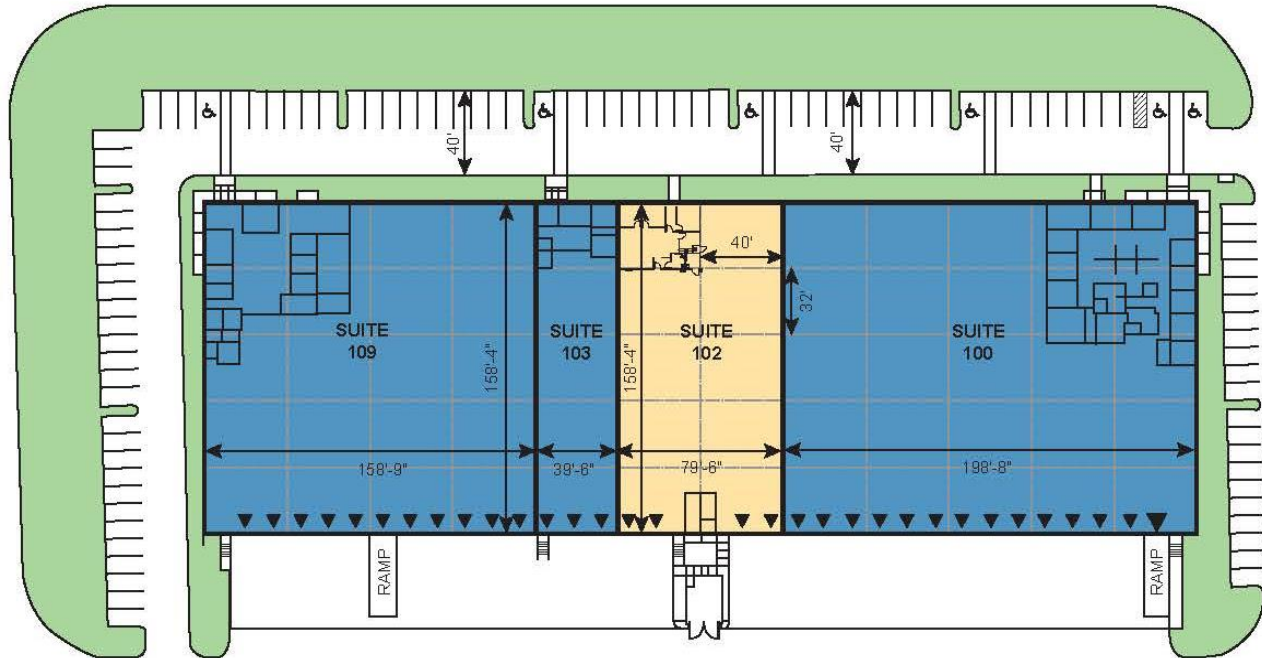 40'
40'
40'
32'
SUITE
109
SUITE
103
SUITE
102
SUITE
100
158'-4"
158'-4"
158'-9"
39'-6"
79'-6"
198'-8"
RAMP
RAMP